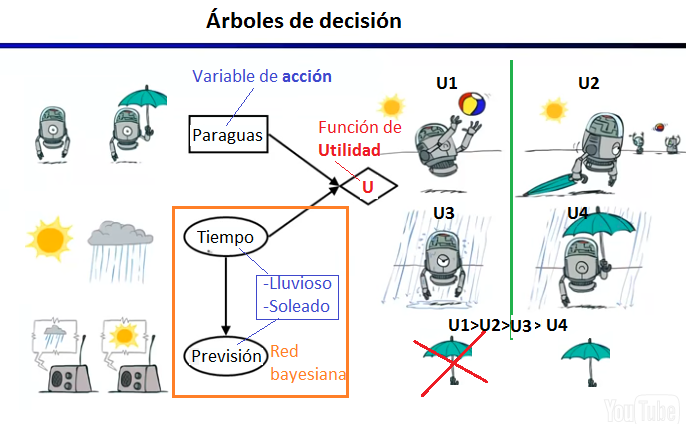 Árboles de decisión
Variable de acción
U1
U2
Paraguas
Función de
Utilidad
U
U3
U4
Tiempo
-Lluvioso
-Soleado
U1>U2>U3> U4
Previsión
Red
bayesiana
YouTube